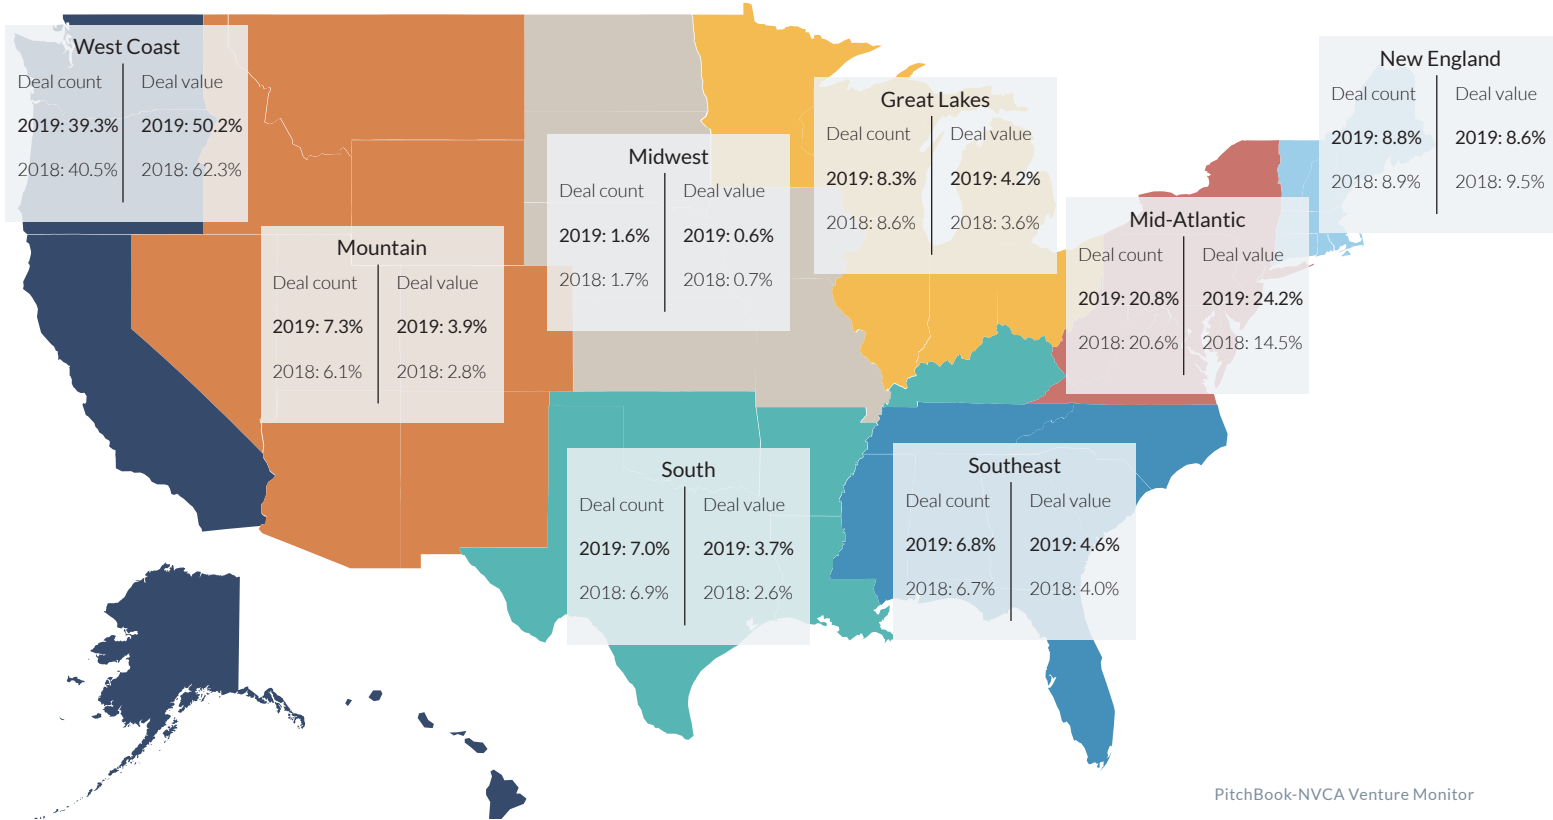 West Coast
Deal count Deal value
2019: 39.3% 2019: 50.2%
2018: 40.5% 2018: 62.3%
Mountain
Deal count Deal value
2019: 7.3% 2019: 3.9%
2018: 6.1% 2018: 2.8%
Midwest
Deal count Deal value
2019: 1.6% 2019: 0.6%
2018: 1.7% 2018: 0.7%
Great Lakes
Deal count Deal value
2019: 8.3% 2019: 4.2%
2018: 8.6% 2018: 3.6%
New England
Deal count Deal value
2019: 8.8% 2019: 8.6%
2018: 8.9% 2018: 9.5%
Mid-Atlantic
Deal count Deal value
2019: 20.8% 2019: 24.2%
2018: 20.6% 2018: 14.5%
South
Deal count Deal value
2019: 7.0% 2019: 3.7%
2018: 6.9% 2018: 2.6%
Southeast
Deal count Deal value
2019: 6.8% 2019: 4.6%
2018: 6.7% 2018: 4.0%
PitchBook-NVCA Venture Monitor